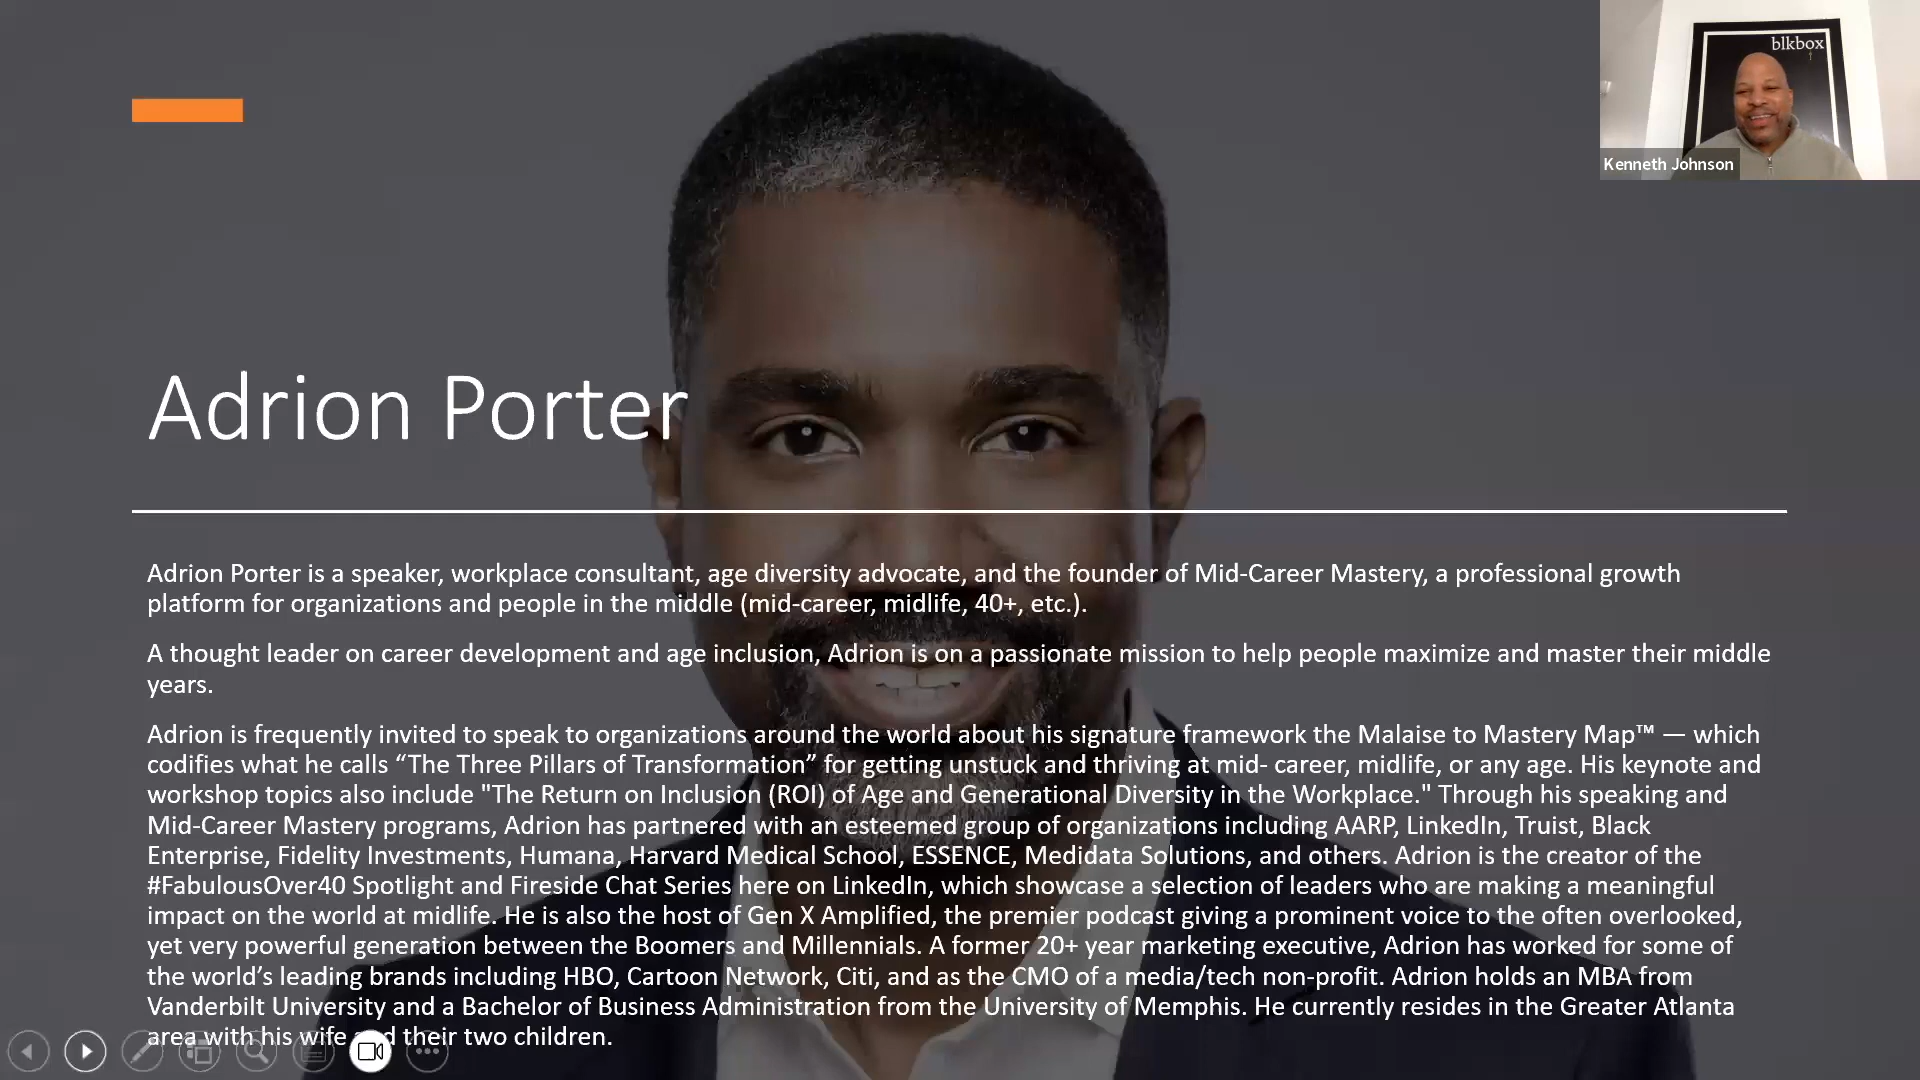 blkbox
Kenneth Johnson
Adrion Porter
Adrion Porter is a speaker, workplace consultant, age diversity advocate, and the founder of Mid-Career Mastery, a professional growth
platform for organizations and people in the middle (mid-career, midlife, 40+, etc.).
A thought leader on career development and age inclusion, Adrion is on a passionate mission to help people maximize and master their middle
years.
Adrion is frequently invited to speak to organizations around the world about his signature framework the Malaise to Mastery Map™ — which
codifies what he calls “The Three Pillars of Transformation” for getting unstuck and thriving at mid- career, midlife, or any age. His keynote and
workshop topics also include "The Return on Inclusion (ROI) of Age and Generational Diversity in the Workplace." Through his speaking and
Mid-Career Mastery programs, Adrion has partnered with an esteemed group of organizations including AARP, LinkedIn, Truist, Black
Enterprise, Fidelity Investments, Humana, Harvard Medical School, ESSENCE, Medidata Solutions, and others. Adrion is the creator of the
#FabulousOver40 Spotlight and Fireside Chat Series here on LinkedIn, which showcase a selection of leaders who are making a meaningful
impact on the world at midlife. He is also the host of Gen X Amplified, the premier podcast giving a prominent voice to the often overlooked,
yet very powerful generation between the Boomers and Millennials. A former 20+ year marketing executive, Adrion has worked for some of
the world’s leading brands including HBO, Cartoon Network, Citi, and as the CMO of a media/tech non-profit. Adrion holds an MBA from
Vanderbilt University and a Bachelor of Business Administration from the University of Memphis. He currently resides in the Greater Atlanta
area with his wife their two children.